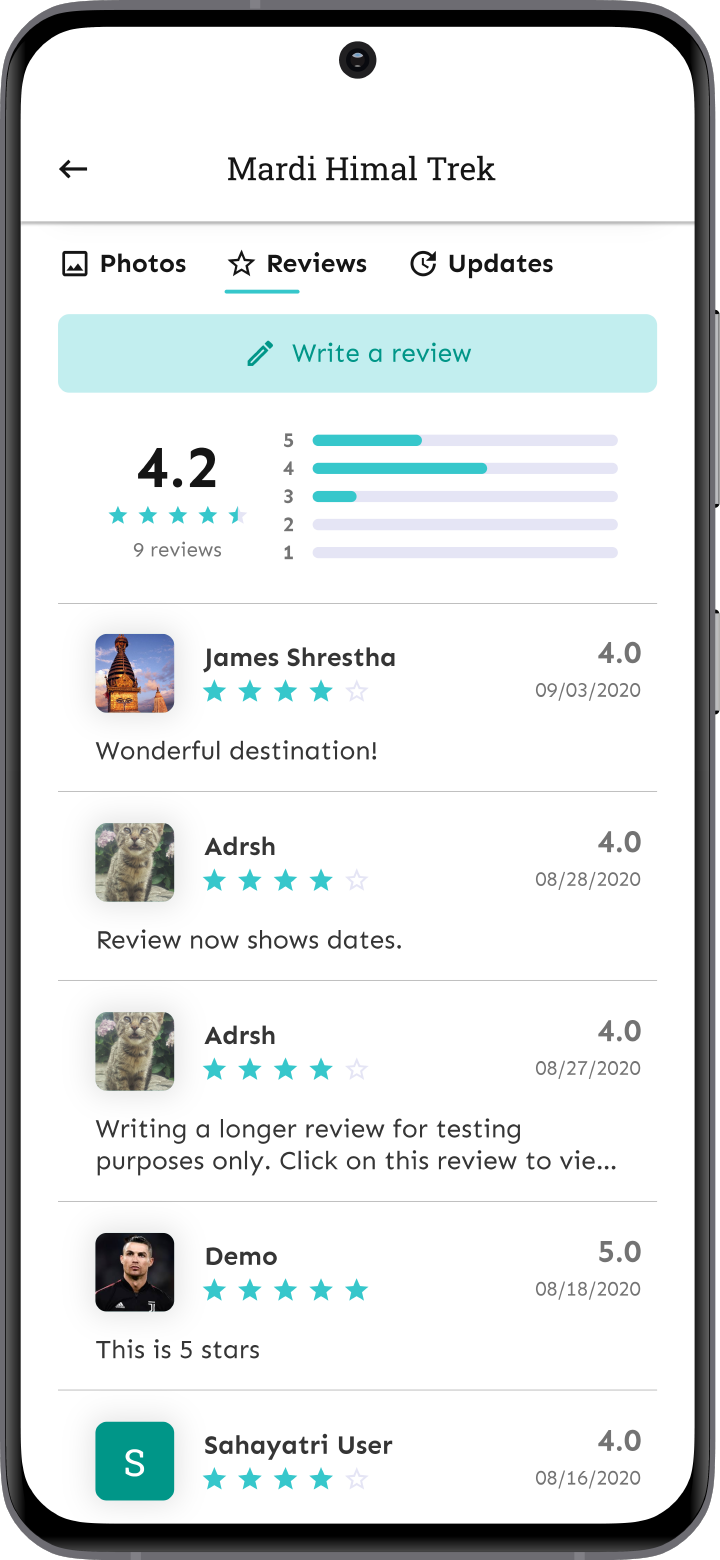 Mardi Himal Trek
Photos Reviews Updates
Write a review
4.2
9 reviews
5
4
3
2
1
James Shrestha
4.0
09/03/2020
Wonderful destination!
Adrsh
4.0
08/28/2020
Review now shows dates.
Adrsh
4.0
08/27/2020
Writing a longer review for testing
purposes only. Click on this review to vie...
Demo
5.0
08/18/2020
This is 5 stars
S
Sahayatri User
4.0
08/16/2020